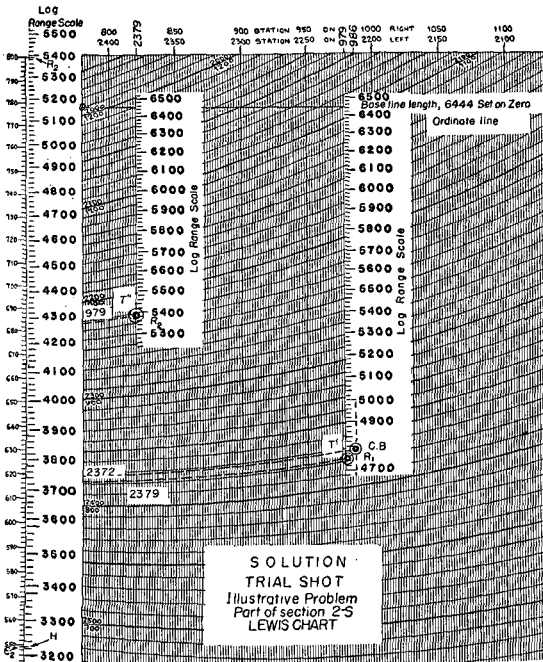 Log
Range Scale
800 2379 850 900 STATION 950 ON 979 986 1000 RIGHT 1050 1100
2400 2350 2300 STATION 2250 ON 2200 LEFT 2150 2100
5500
5400
R2
5300
5200
5100
5000
4900
4800
4700
4600
4500
4400
4300
4200
4100
4000
3900
3800
3700
3600
3500
3400
3300
3200
H
6500
6400
6300
6200
6100
6000
5900
5800
5700
5600
5500
5400
5300
Log Range Scale
T"
R2
979
6500
Base line length, 6444 Set on Zero
Ordinate line
6400
6300
6200
6100
6000
5900
5800
5700
5600
5500
5400
5300
5200
5100
5000
4900
4700
Log Range Scale
T'
C.B
R1
2372
2379
SOLUTION
TRIAL SHOT
Illustrative Problem
Part of section 2-S
LEWIS CHART